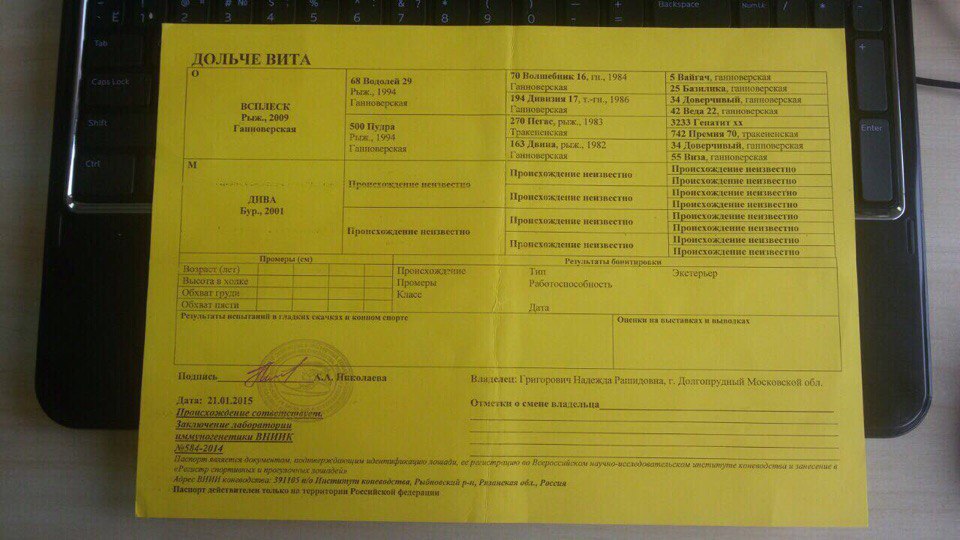 Backspace
Tab
Caps Lock
Shift
Ctrl
Enter
ДОЛЬЧЕ ВИТА
О
ВСПЛЕСК
Рыж., 2009
Ганноверская
68 Водолей 29
Рыж., 1994
Ганноверская
500 Пудра
Рыж., 1994
Ганноверская
70 Волшебник 16, гн., 1984
Ганноверская
194 Дивизия 17, т.-гн., 1986
Ганноверская
270 Пегас, рыж., 1983
Тракененская
163 Двина, рыж., 1982
Ганноверская
5 Вайгач, ганноверская
25 Базилика, ганноверская
34 Доверчивый, ганноверская
42 Веда 22, ганноверская
3233 Гепатит хх
742 Премия 70, тракененская
34 Доверчивый, ганноверская
55 Виза, ганноверская
М
ДИВА
Бур., 2001
Происхождение неизвестно
Происхождение неизвестно
Происхождение неизвестно
Происхождение неизвестно
Происхождение неизвестно
Происхождение неизвестно
Происхождение неизвестно
Происхождение неизвестно
Происхождение неизвестно
Происхождение неизвестно
Происхождение неизвестно
Происхождение неизвестно
Происхождение неизвестно
Происхождение неизвестно
Промеры (см)
Возраст (лет)
Высота в холке
Обхват груди
Обхват пясти
Результаты бонитировки
Происхождение Тип Экстерьер
Промеры Работоспособность
Класс
Дата
Результаты испытаний в гладких скачках и конном спорте
Оценки на выставках и выводках
Подпись А.А. Николаева
Дата: 21.01.2015
Происхождение соответствует.
Заключение лаборатории
иммуногенетики ВНИИК
№584-2014
Владелец: Григорович Надежда Рашидовна, г. Долгопрудный Московской обл.
Отметки о смене владельца
Паспорт является документом, подтверждающим идентификацию лошади, ее регистрацию во Всероссийском научно-исследовательском институте коневодства и занесение в
«Регистр спортивных и прогулочных лошадей»
Адрес ВНИИ коневодства: 391105 п/о Институт коневодства, Рыбновский р-н, Рязанская обл., Россия
Паспорт действителен только на территории Российской федерации